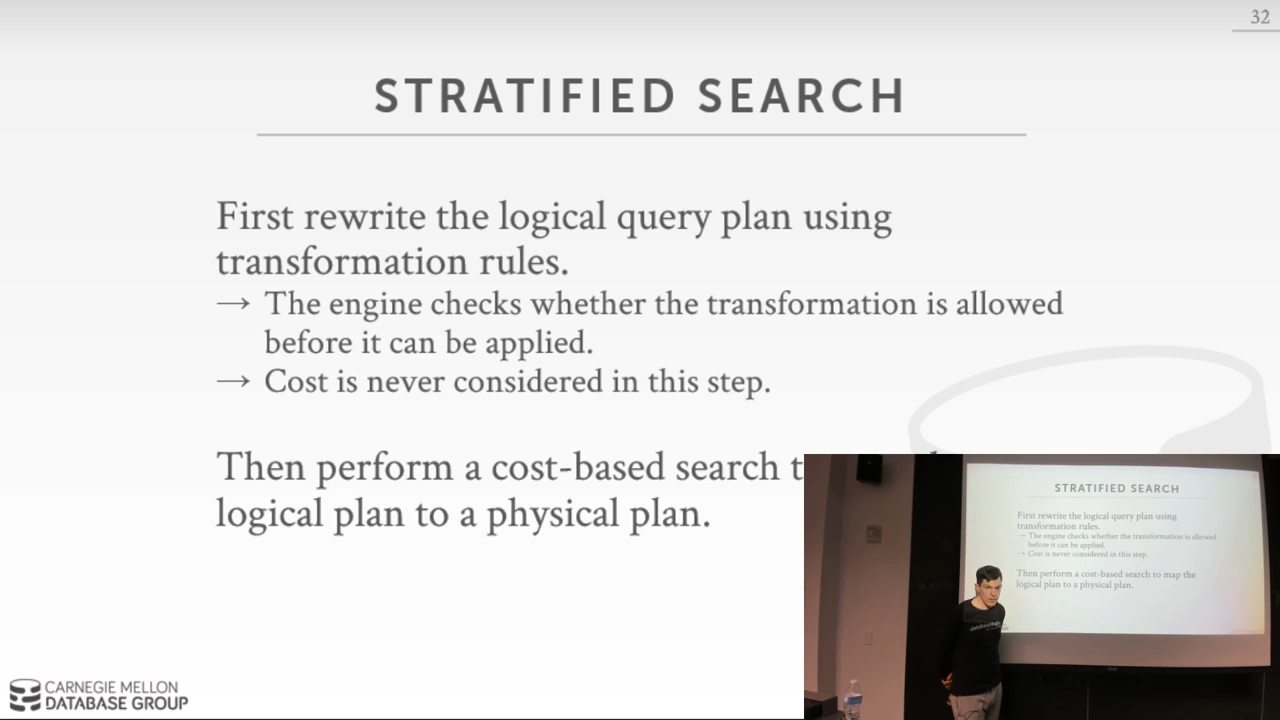 32
STRATIFIED SEARCH
First rewrite the logical query plan using
transformation rules.
→ The engine checks whether the transformation is allowed
before it can be applied.
→ Cost is never considered in this step.
Then perform a cost-based search t
logical plan to a physical plan.
CARNEGIE MELLON
DATABASE GROUP
STRATIFIED SEARCH
First rewrite the logical query plan using
transformation rules.
→ The engine checks whether the transformation is allowed
before it can be applied.
→ Cost is never considered in this step.
Then perform a cost-based search to map the
logical plan to a physical plan.